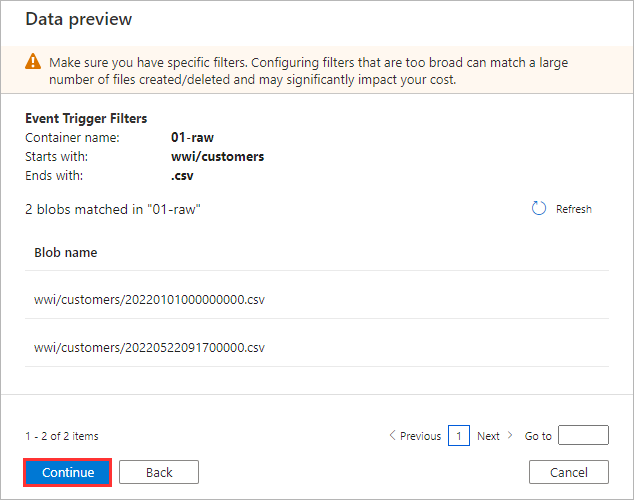 Data preview
Make sure you have specific filters. Configuring filters that are too broad can match a large
number of files created/deleted and may significantly impact your cost.
Event Trigger Filters
Container name: 01-raw
Starts with: wwi/customers
Ends with: .csv
2 blobs matched in "01-raw"
Refresh
Blob name
wwi/customers/20220101000000000.csv
wwi/customers/20220522091700000.csv
1 - 2 of 2 items
Previous 1 Next Go to
Continue Back Cancel